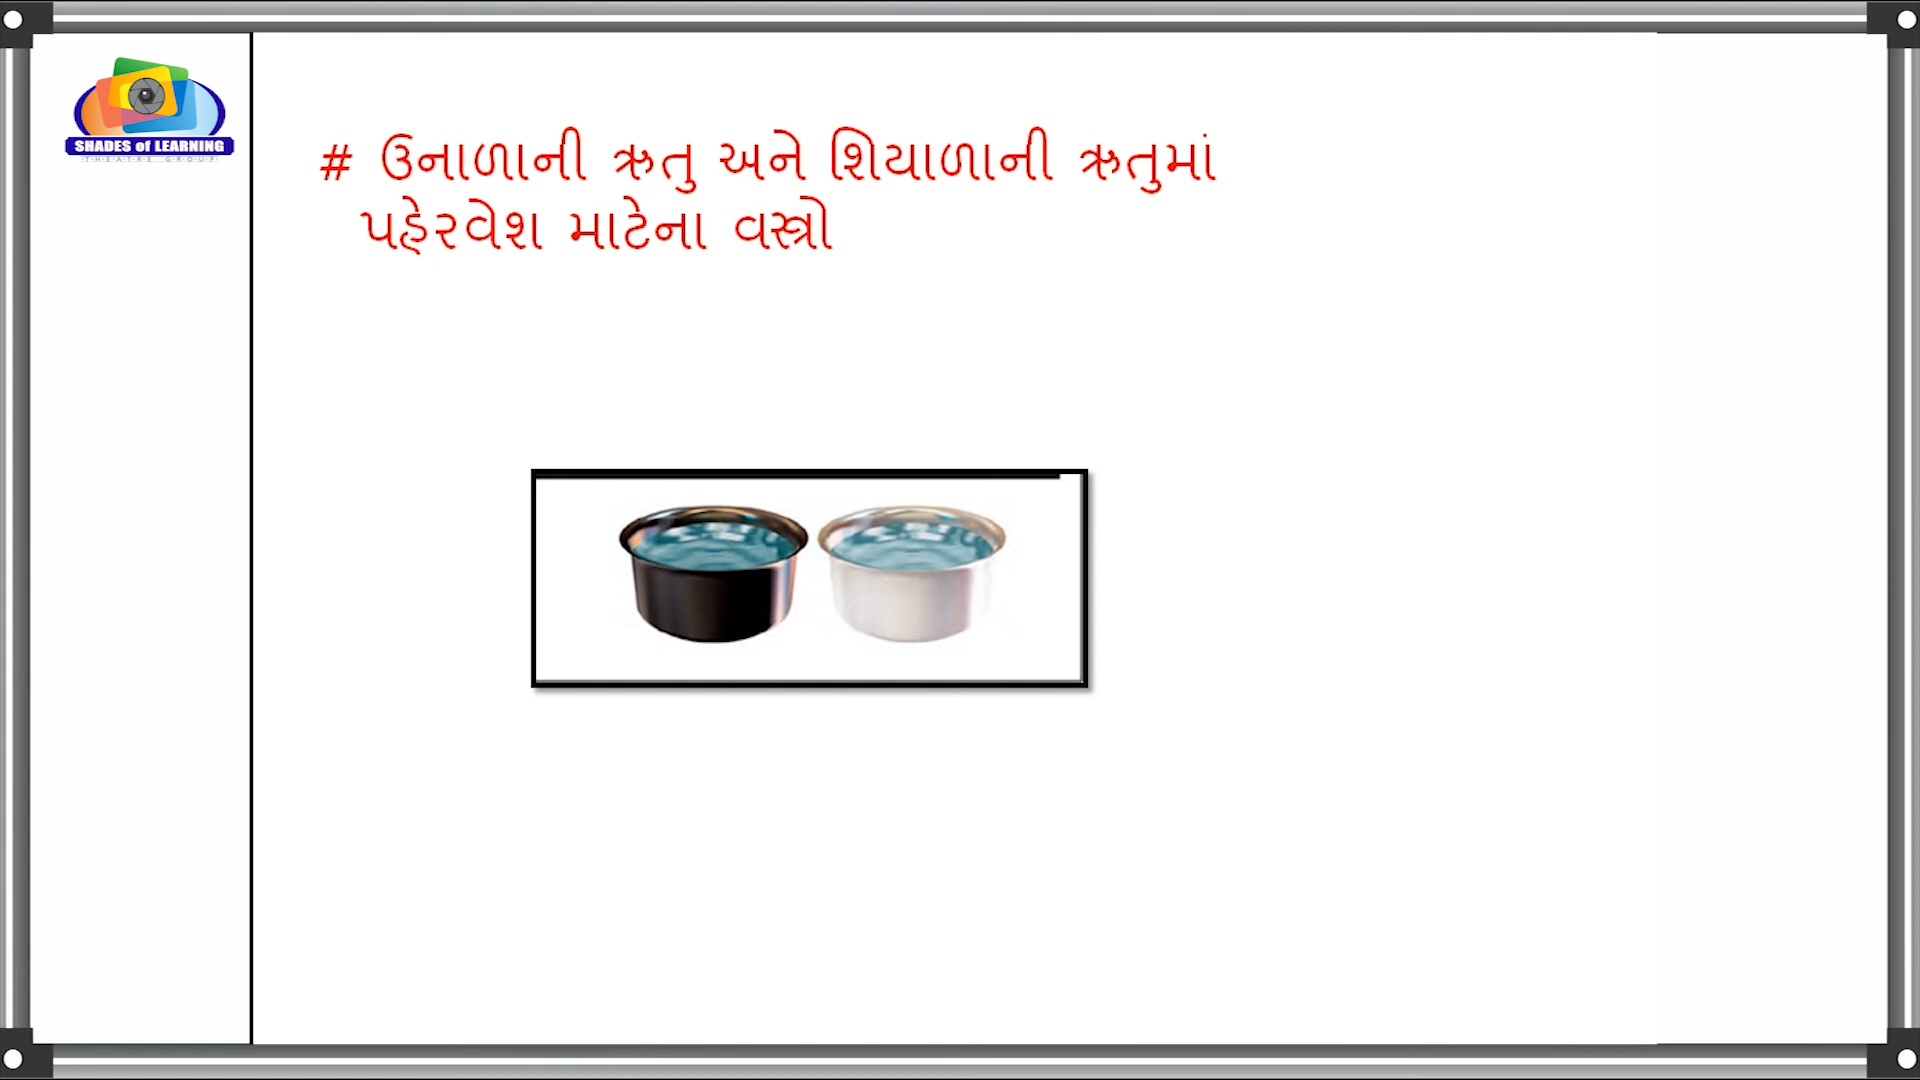 SHADES of LEARNING
THEATRE GROUP
# ઉનાળાની ઋતુ અને શિયાળાની ઋતુમાં
પહેરવેશ માટેના વસ્ત્રો